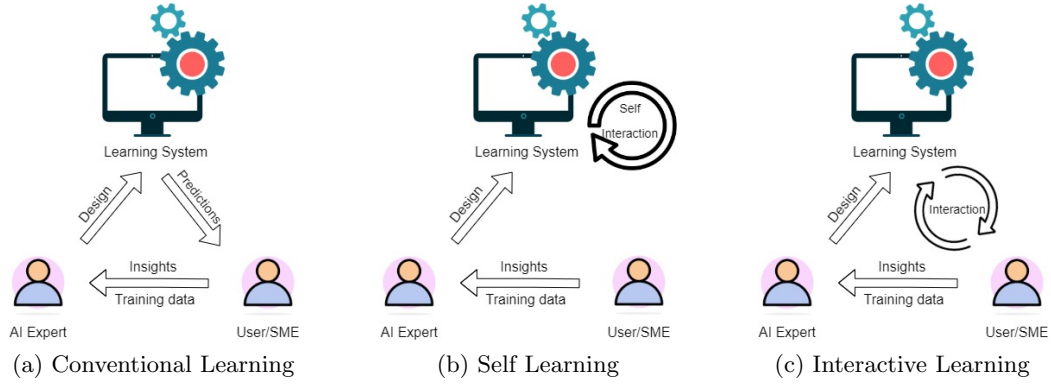 Learning System
Design
Predictions
Insights
Training data
AI Expert
User/SME
(a) Conventional Learning
Self
Interaction
Learning System
Design
Insights
Training data
AI Expert
User/SME
(b) Self Learning
Learning System
Design
Interaction
Insights
Training data
AI Expert
User/SME
(c) Interactive Learning